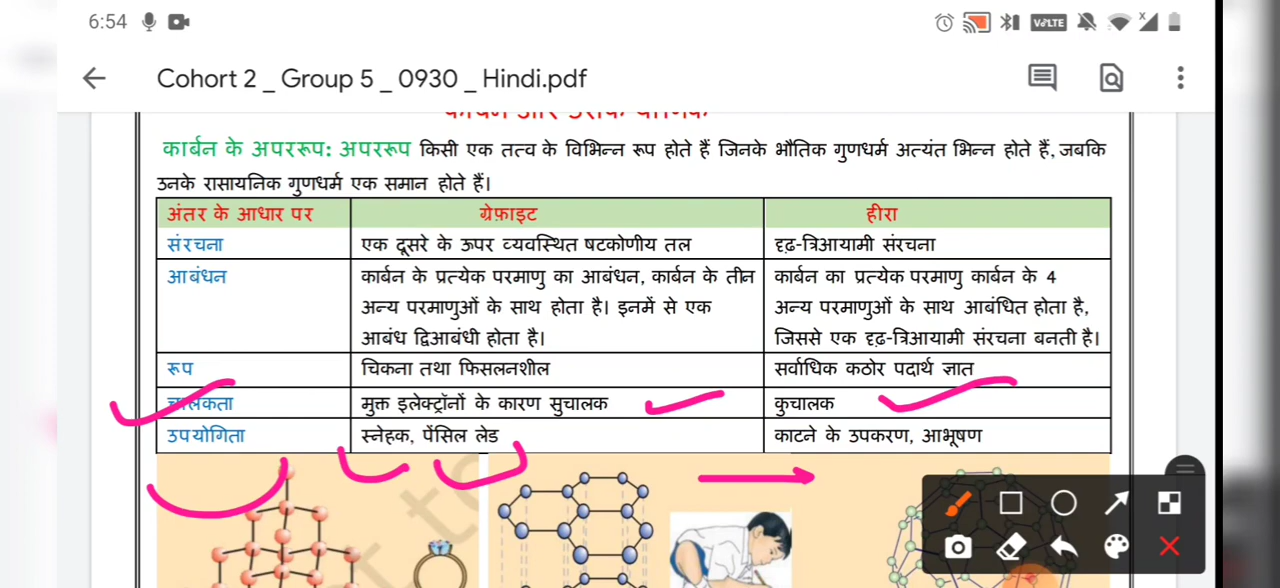 6:54
VoLTE
Cohort 2 _ Group 5 _ 0930 _ Hindi.pdf
कार्बन के अपररूप: अपररूप किसी एक तत्व के विभिन्न रूप होते हैं जिनके भौतिक गुणधर्म अत्यंत भिन्न होते हैं, जबकि
उनके रासायनिक गुणधर्म एक समान होते हैं।
अंतर के आधार पर ग्रेफ़ाइट हीरा
संरचना एक दूसरे के ऊपर व्यवस्थित षटकोणीय तल दृढ़-त्रिआयामी संरचना
आबंधन कार्बन के प्रत्येक परमाणु का आबंधन, कार्बन के तीन कार्बन का प्रत्येक परमाणु कार्बन के 4
अन्य परमाणुओं के साथ होता है। इनमें से एक अन्य परमाणुओं के साथ आबंधित होता है,
आबंध द्विआबंधी होता है। जिससे एक दृढ़-त्रिआयामी संरचना बनती है।
रूप चिकना तथा फिसलनशील सर्वाधिक कठोर पदार्थ ज्ञात
चालकता मुक्त इलेक्ट्रॉनों के कारण सुचालक कुचालक
उपयोगिता स्नेहक, पेंसिल लेड काटने के उपकरण, आभूषण